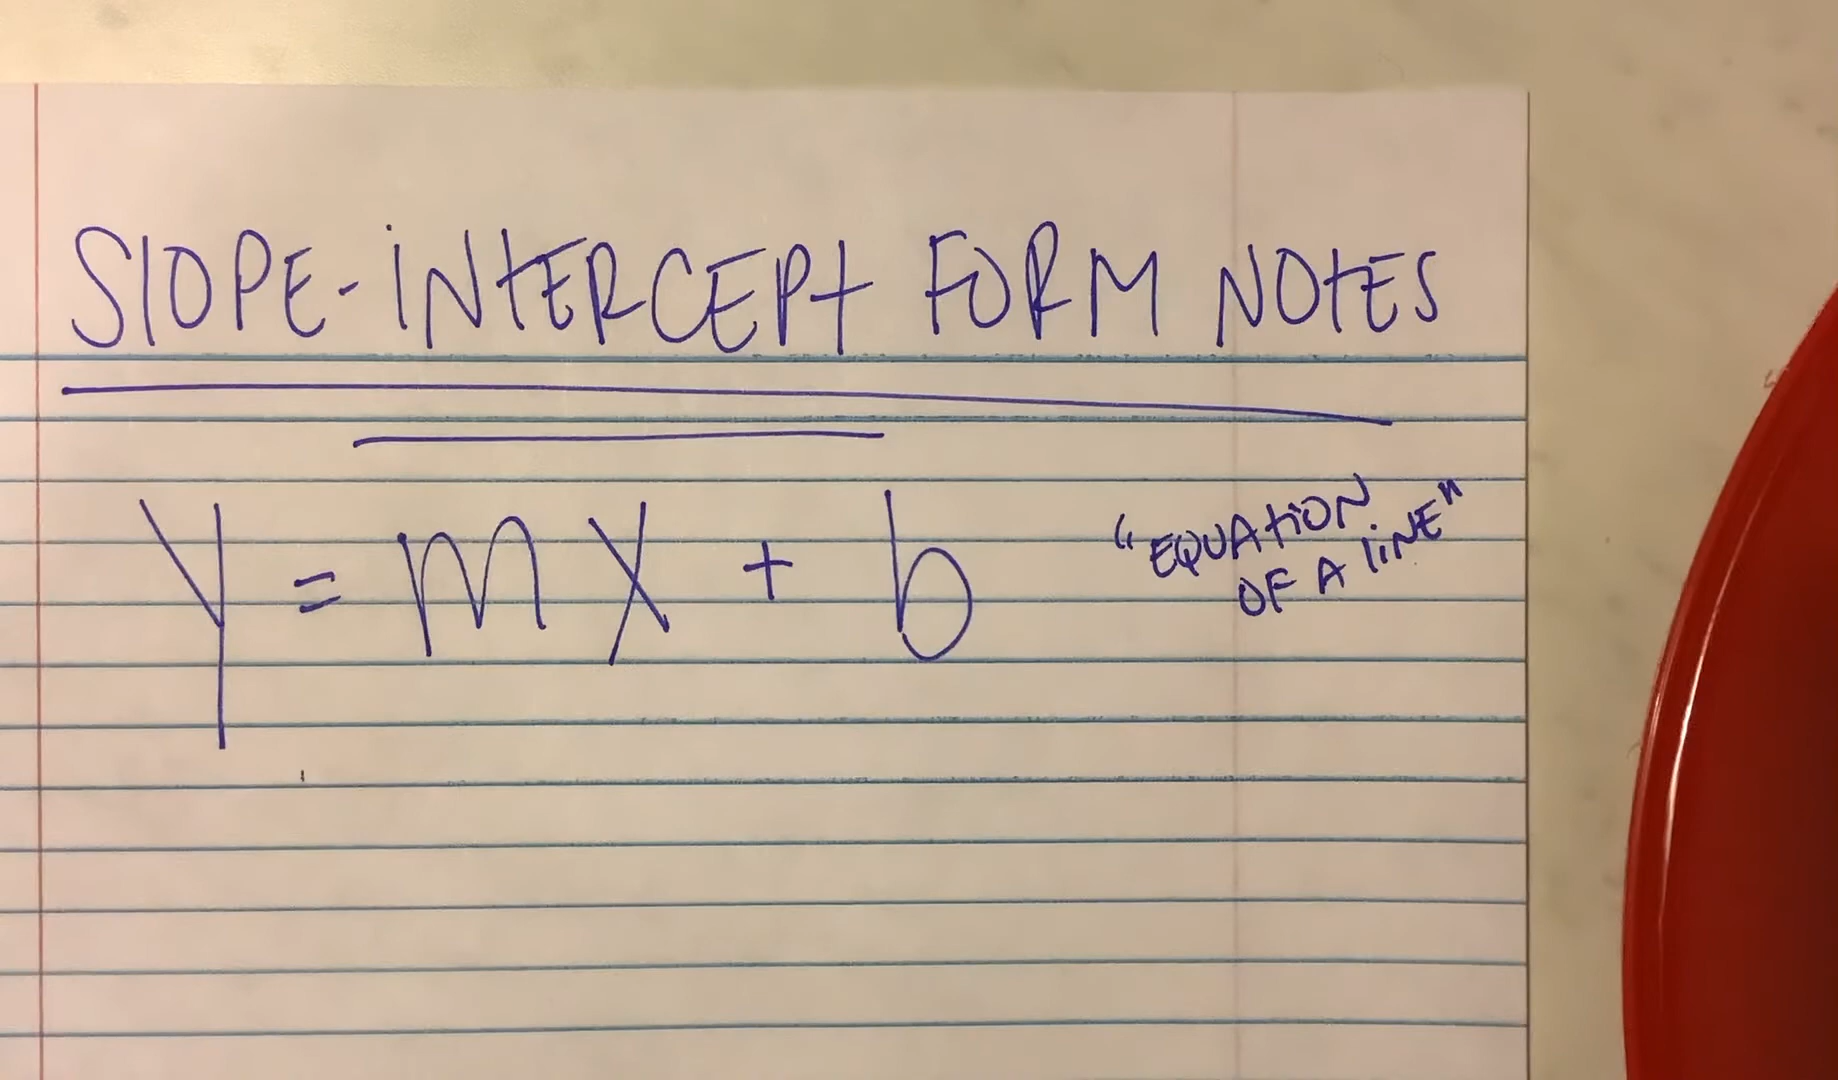 SLOPE-INTERCEPT FORM NOTES
y = mx + b
"EQUATION
OF A LINE"